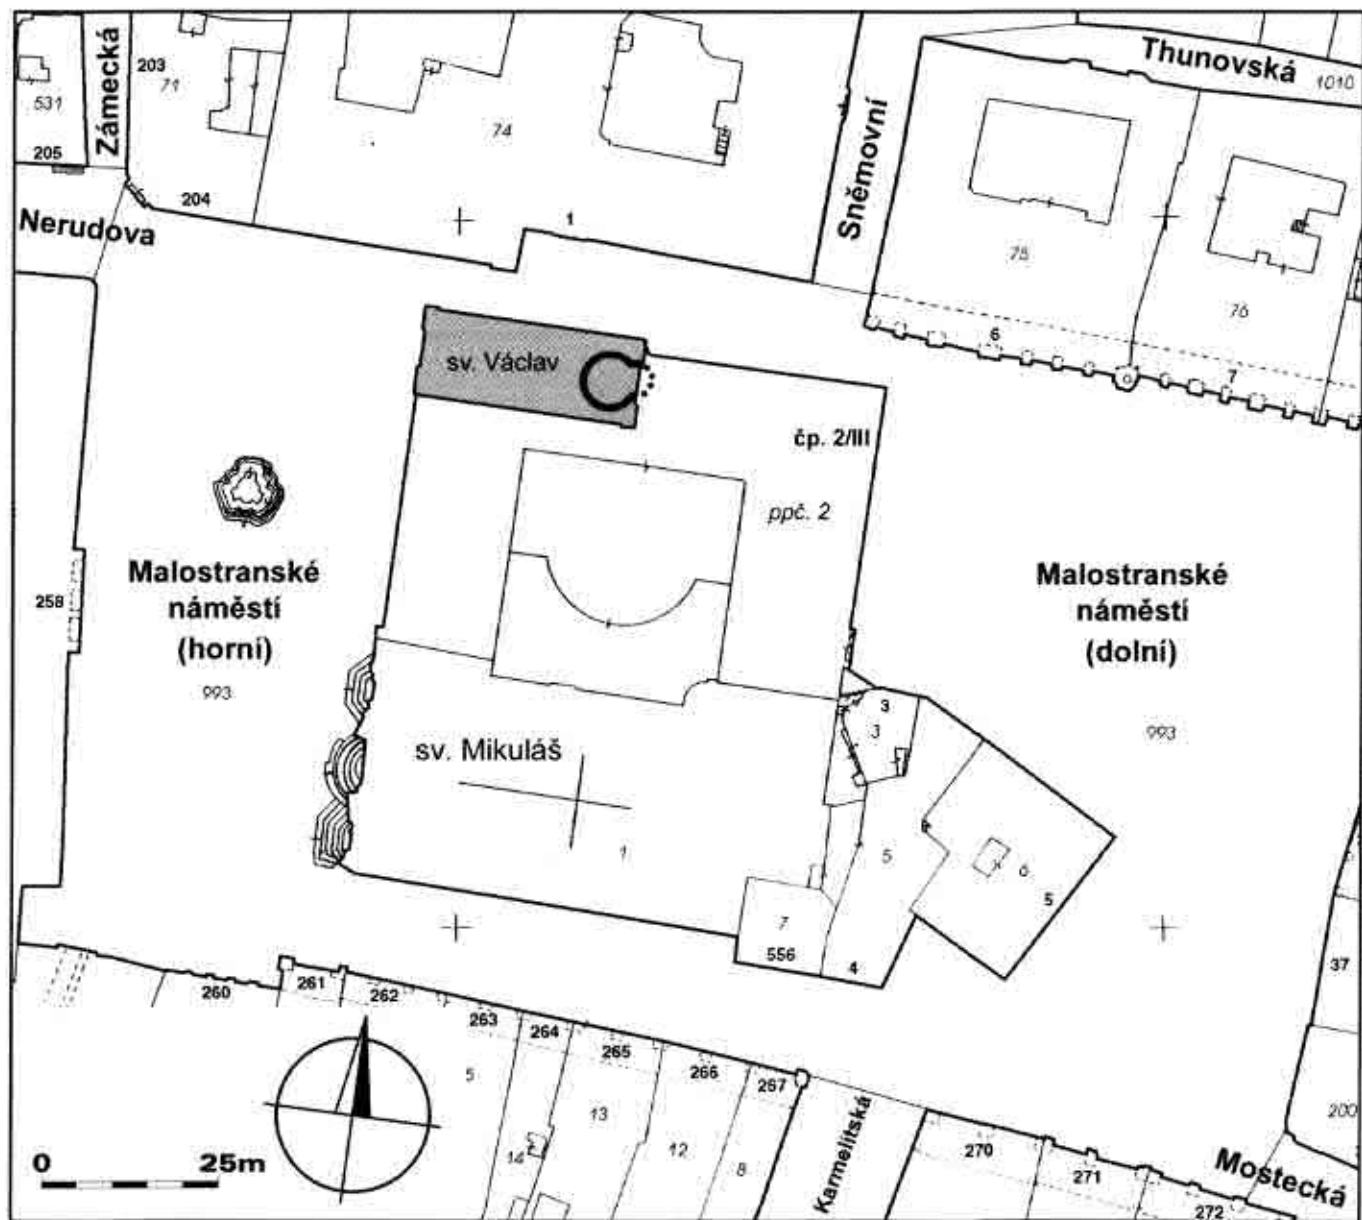 Zámecká
203
71
531
205
204
Nerudova
74
1
Sněmovní
Thunovská
1010
75
76
6
7
sv. Václav
čp. 2/III
ppč. 2
Malostranské
náměstí
(horní)
993
258
Malostranské
náměstí
(dolní)
993
sv. Mikuláš
1
3
3
5
6
5
7
556
4
37
200
260
261
262
263
264
265
266
267
5
14
13
12
8
Karmelitská
270
271
272
Mostecká
0 25m